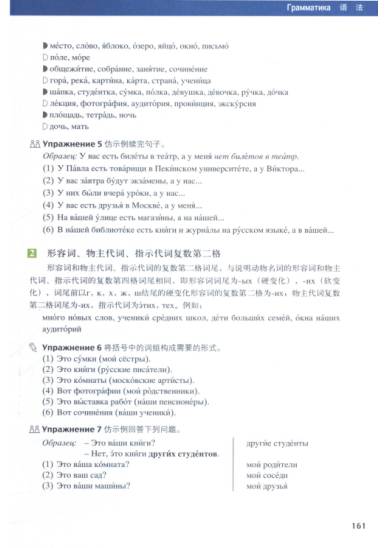 Грамматика 语 法
ме́сто, сло́во, я́блоко, о́зеро, яйцо́, окно́, письмо́
по́ле, мо́ре
общежи́тие, собра́ние, заня́тие, сочине́ние
гора́, река́, карти́на, ка́рта, страна́, учени́ца
ша́пка, студе́нтка, су́мка, по́лка, де́вушка, де́вочка, ру́чка, до́чка
ле́кция, фотогра́фия, аудито́рия, прови́нция, экску́рсия
пло́щадь, тетра́дь, ночь
дочь, мать
Упражнение 5 仿示例续完句子。
Образец: У вас есть биле́ты в теа́тр, а у меня́ нет биле́тов в теа́тр.
(1) У Па́вла есть това́рищи в Пеки́нском университе́те, а у Ви́ктора...
(2) У вас за́втра бу́дут экза́мены, а у нас...
(3) У них бы́ли вчера́ уро́ки, а у нас...
(4) У вас есть друзья́ в Москве́, а у меня́...
(5) На ва́шей у́лице есть магази́ны, а на на́шей...
(6) В на́шей библиоте́ке есть кни́ги и журна́лы на ру́сском языке́, а в ва́шей...
2 形容词、物主代词、指示代词复数第二格
形容词和物主代词、指示代词的复数第二格词尾，与说明动物名词的形容词和物主
代词、指示代词的复数第四格词尾相同，即形容词词尾为-ых（硬变化）、-их（软变
化），词尾前以г, к, х, ж, ш结尾的硬变化形容词的复数第二格为-их；物主代词复数
第二格词尾为-их，指示代词为э́тих, тех。例如：
мно́го но́вых слов, ученики́ сре́дних школ, де́ти больши́х семе́й, о́кна на́ших
аудито́рий
Упражнение 6 将括号中的词组构成需要的形式。
(1) Э́то су́мки (мои́ сёстры).
(2) Э́то кни́ги (ру́сские писа́тели).
(3) Э́то ко́мнаты (моско́вские арти́сты).
(4) Вот фотогра́фии (мои́ ро́дственники).
(5) Э́то вы́ставка рабо́т (на́ши пенсионе́ры).
(6) Вот сочине́ния (ва́ши ученики́).
Упражнение 7 仿示例回答下列问题。
Образец: – Э́то ва́ши кни́ги? други́е студе́нты
– Нет, э́то кни́ги други́х студе́нтов.
(1) Э́то ва́ша ко́мната? мои́ роди́тели
(2) Э́то ваш сад? мои́ сосе́ди
(3) Э́то ва́ши маши́ны? мои́ друзья́
161